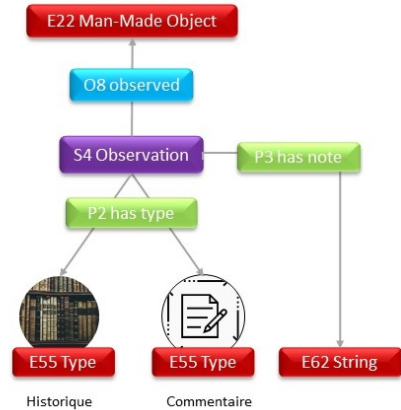 E22 Man-Made Object
O8 observed
S4 Observation
P3 has note
P2 has type
E55 Type
E55 Type
E62 String
Historique
Commentaire